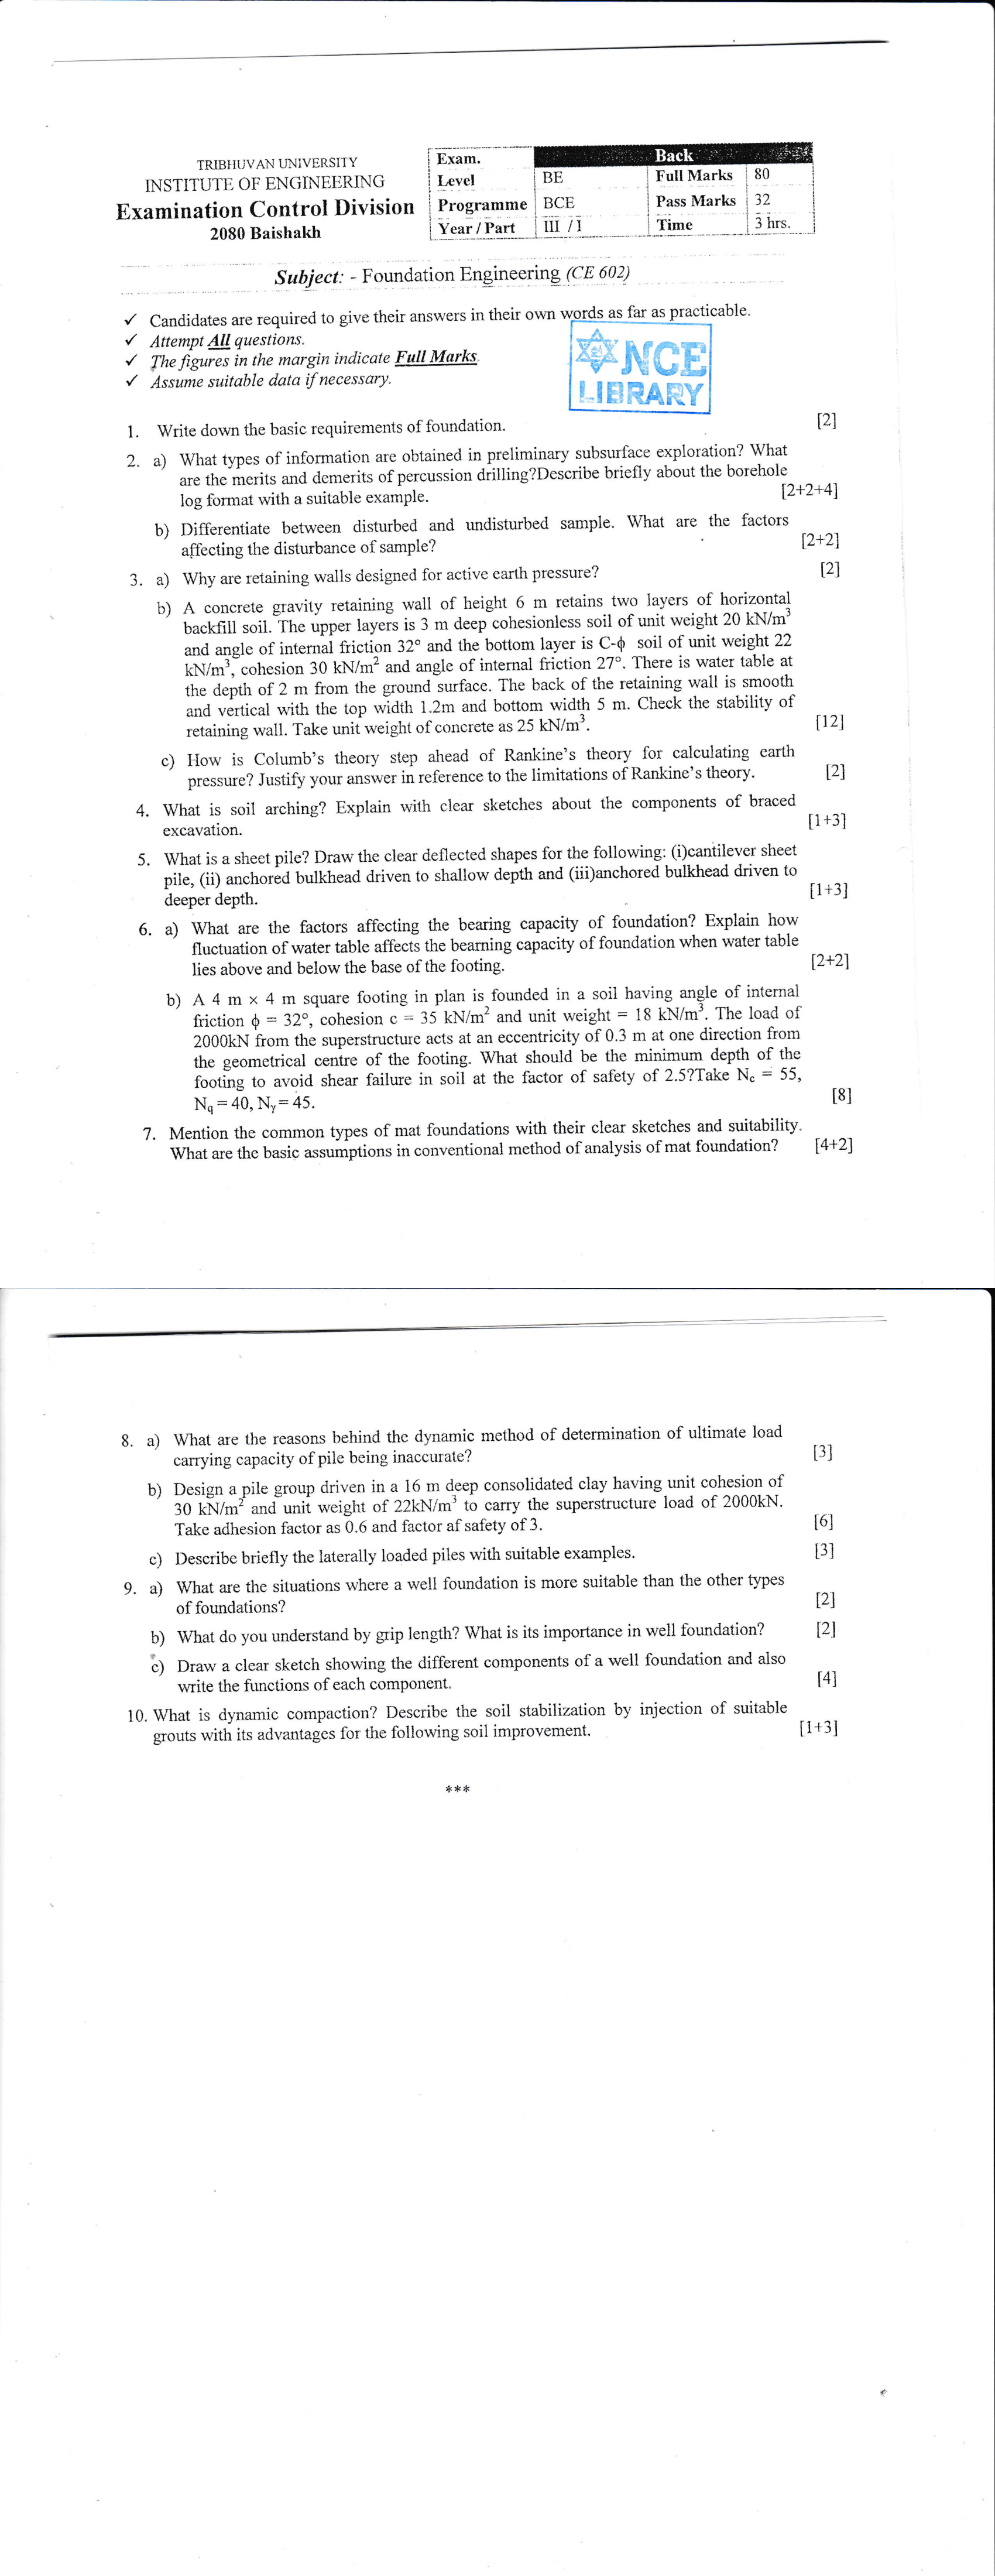 TRIBHUVAN UNIVERSITY
INSTITUTE OF ENGINEERING
Examination Control Division
2080 Baishakh
Exam. Back
Level BE Full Marks 80
Programme BCE Pass Marks 32
Year / Part III / I Time 3 hrs.
Subject: - Foundation Engineering (CE 602)
✓ Candidates are required to give their answers in their own words as far as practicable.
✓ Attempt All questions.
✓ The figures in the margin indicate Full Marks.
✓ Assume suitable data if necessary.
NCE
LIBRARY
1. Write down the basic requirements of foundation. [2]
2. a) What types of information are obtained in preliminary subsurface exploration? What
are the merits and demerits of percussion drilling?Describe briefly about the borehole
log format with a suitable example. [2+2+4]
b) Differentiate between disturbed and undisturbed sample. What are the factors
affecting the disturbance of sample? [2+2]
3. a) Why are retaining walls designed for active earth pressure? [2]
b) A concrete gravity retaining wall of height 6 m retains two layers of horizontal
backfill soil. The upper layers is 3 m deep cohesionless soil of unit weight 20 kN/m³
and angle of internal friction 32° and the bottom layer is C-ϕ soil of unit weight 22
kN/m³, cohesion 30 kN/m² and angle of internal friction 27°. There is water table at
the depth of 2 m from the ground surface. The back of the retaining wall is smooth
and vertical with the top width 1.2m and bottom width 5 m. Check the stability of
retaining wall. Take unit weight of concrete as 25 kN/m³. [12]
c) How is Columb's theory step ahead of Rankine's theory for calculating earth
pressure? Justify your answer in reference to the limitations of Rankine's theory. [2]
4. What is soil arching? Explain with clear sketches about the components of braced
excavation. [1+3]
5. What is a sheet pile? Draw the clear deflected shapes for the following: (i)cantilever sheet
pile, (ii) anchored bulkhead driven to shallow depth and (iii)anchored bulkhead driven to
deeper depth. [1+3]
6. a) What are the factors affecting the bearing capacity of foundation? Explain how
fluctuation of water table affects the bearning capacity of foundation when water table
lies above and below the base of the footing. [2+2]
b) A 4 m × 4 m square footing in plan is founded in a soil having angle of internal
friction ϕ = 32°, cohesion c = 35 kN/m² and unit weight = 18 kN/m³. The load of
2000kN from the superstructure acts at an eccentricity of 0.3 m at one direction from
the geometrical centre of the footing. What should be the minimum depth of the
footing to avoid shear failure in soil at the factor of safety of 2.5?Take Nc = 55,
Nq = 40, Nγ = 45. [8]
7. Mention the common types of mat foundations with their clear sketches and suitability.
What are the basic assumptions in conventional method of analysis of mat foundation? [4+2]
8. a) What are the reasons behind the dynamic method of determination of ultimate load
carrying capacity of pile being inaccurate? [3]
b) Design a pile group driven in a 16 m deep consolidated clay having unit cohesion of
30 kN/m² and unit weight of 22kN/m³ to carry the superstructure load of 2000kN.
Take adhesion factor as 0.6 and factor af safety of 3. [6]
c) Describe briefly the laterally loaded piles with suitable examples. [3]
9. a) What are the situations where a well foundation is more suitable than the other types
of foundations? [2]
b) What do you understand by grip length? What is its importance in well foundation? [2]
c) Draw a clear sketch showing the different components of a well foundation and also
write the functions of each component. [4]
10. What is dynamic compaction? Describe the soil stabilization by injection of suitable
grouts with its advantages for the following soil improvement. [1+3]
***